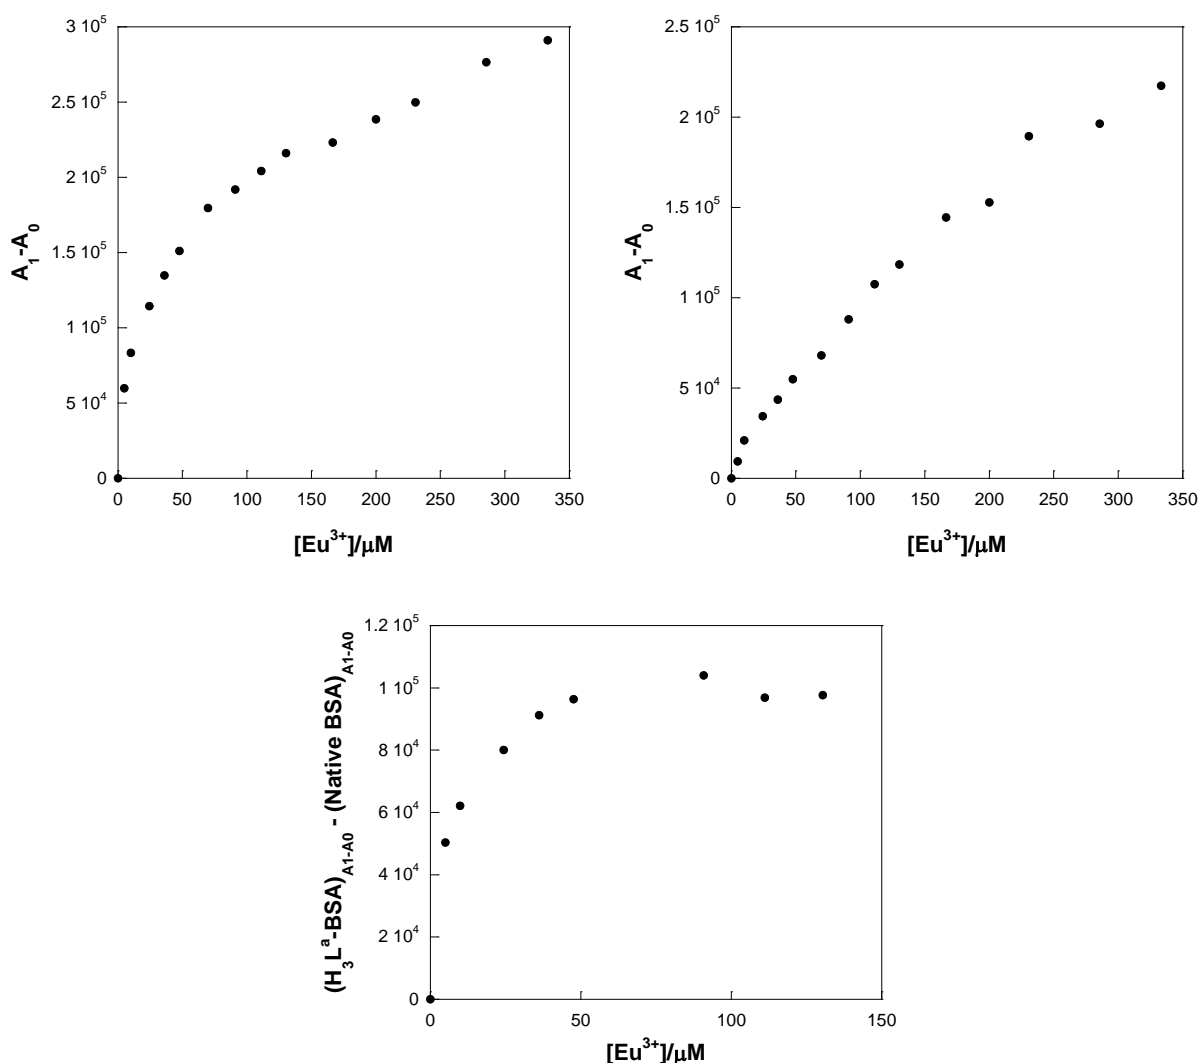 3 10⁵
2.5 10⁵
2 10⁵
1.5 10⁵
1 10⁵
5 10⁴
0
A₁-A₀
0 50 100 150 200 250 300 350
[Eu³⁺]/μM
2.5 10⁵
2 10⁵
1.5 10⁵
1 10⁵
5 10⁴
0
A₁-A₀
0 50 100 150 200 250 300 350
[Eu³⁺]/μM
1.2 10⁵
1 10⁵
8 10⁴
6 10⁴
4 10⁴
2 10⁴
0
(H₃Lᵃ-BSA)A1-A0 - (Native BSA)A1-A0
0 50 100 150
[Eu³⁺]/μM